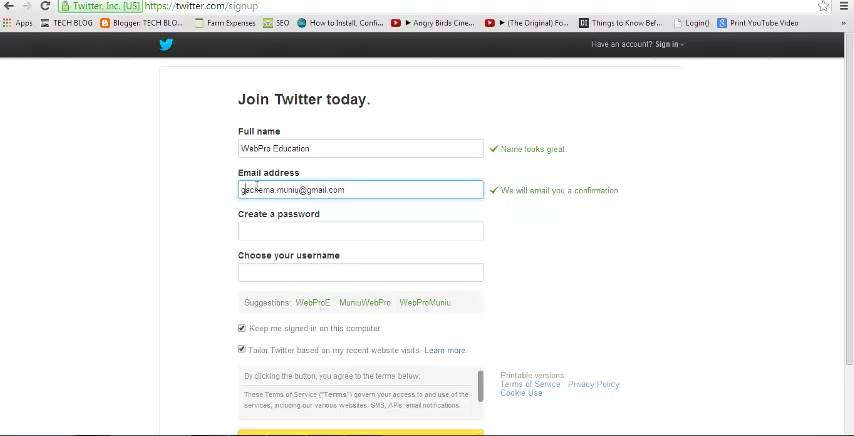 Twitter, Inc. [US] https://twitter.com/signup
Apps TECH BLOG Blogger: TECH BLO... Farm Expenses SEO How to Install, Confi... Angry Birds Cine... (The Original) Fo... Things to Know Bef... Login() Print YouTube Video »
Have an account? Sign in
Join Twitter today.
Full name
WebPro Education
Name looks great.
Email address
gachema.muniu@gmail.com
We will email you a confirmation
Create a password
Choose your username
Suggestions: WebProE MuniuWebPro WebProMuniu
Keep me signed in on this computer
Tailor Twitter based on my recent website visits. Learn more.
By clicking the button, you agree to the terms below:
These Terms of Service ("Terms") govern your access to and use of the
services, including our various websites, SMS, APIs, email notifications,
Printable versions:
Terms of Service Privacy Policy
Cookie Use